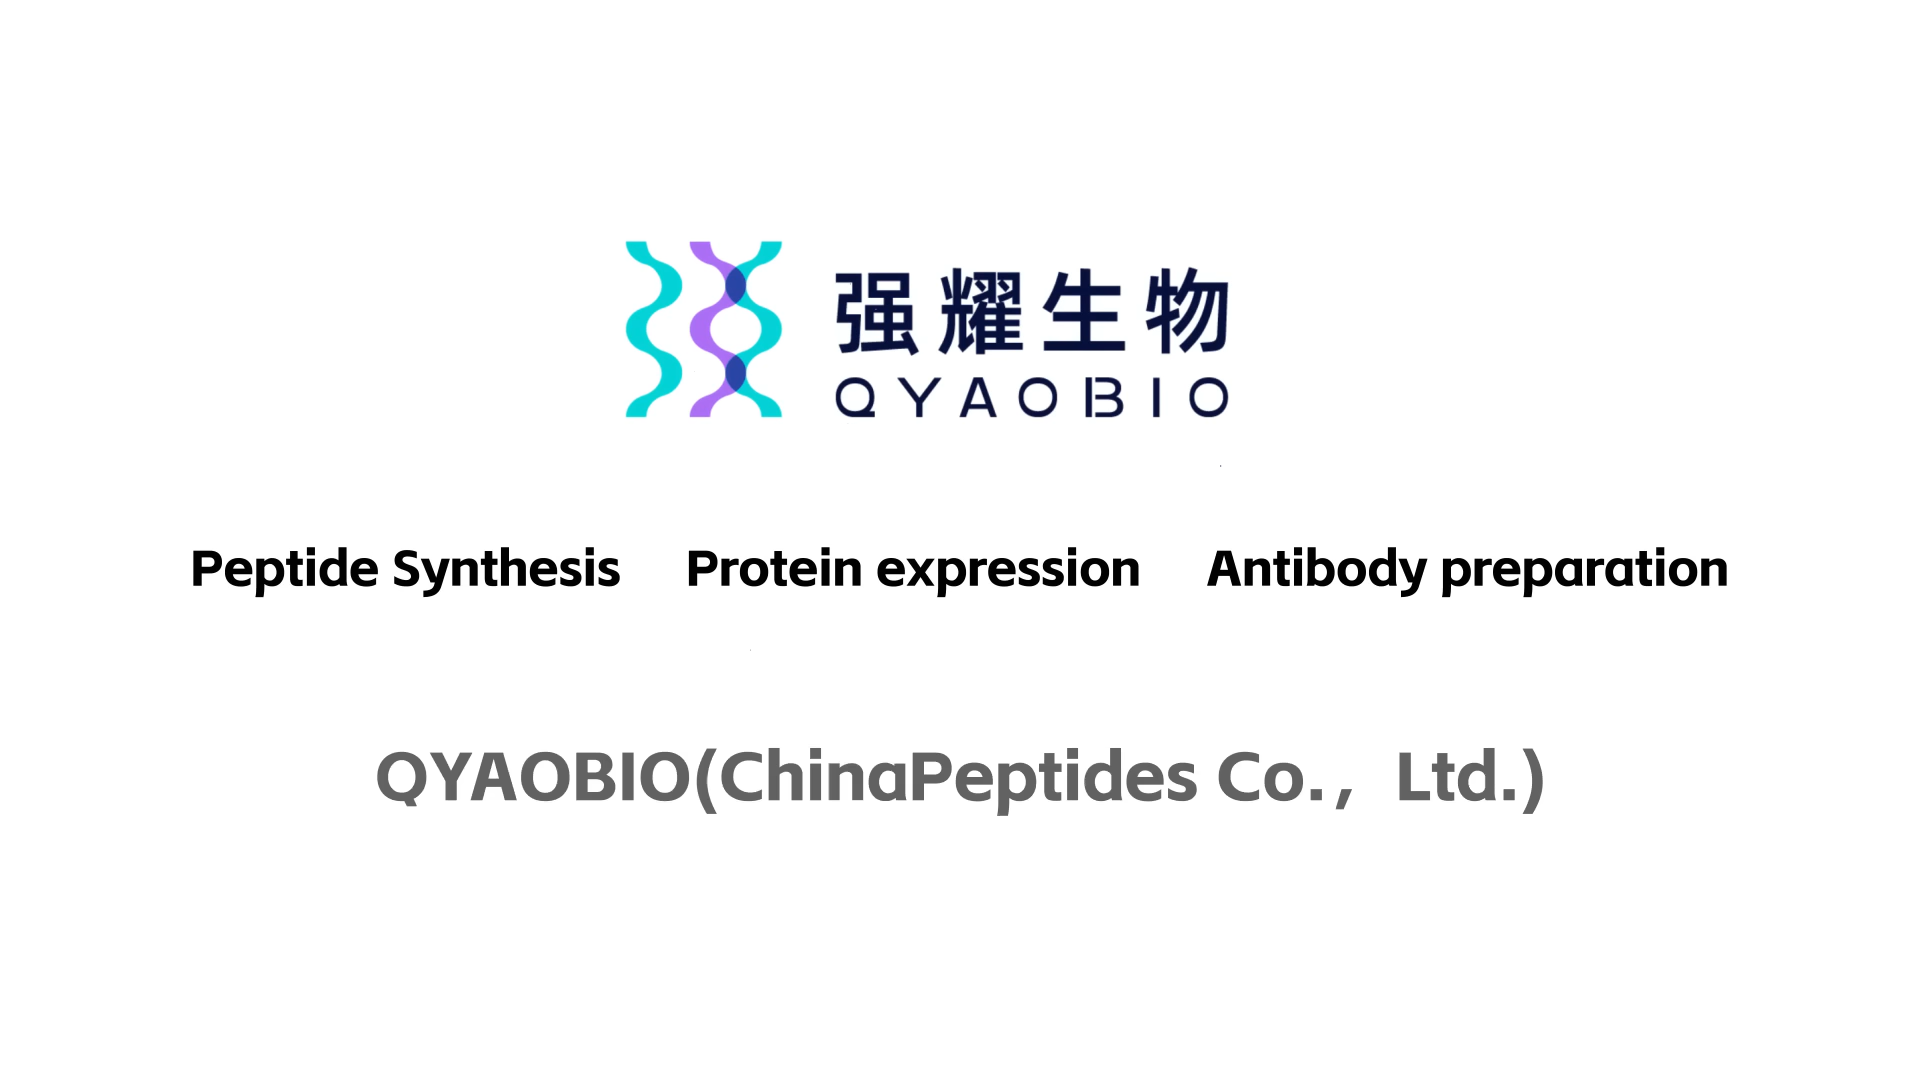 强耀生物
QYAOBIO
Peptide Synthesis Protein expression Antibody preparation
QYAOBIO(ChinaPeptides Co.，Ltd.)